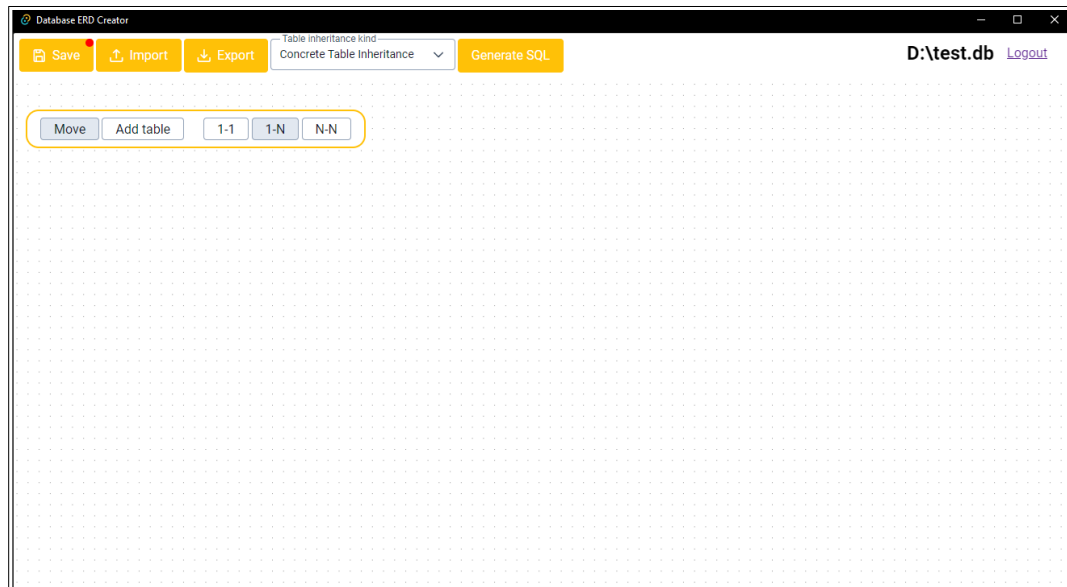 Database ERD Creator
Save Import Export Table inheritance kind Concrete Table Inheritance Generate SQL D:\test.db Logout
Move Add table 1-1 1-N N-N